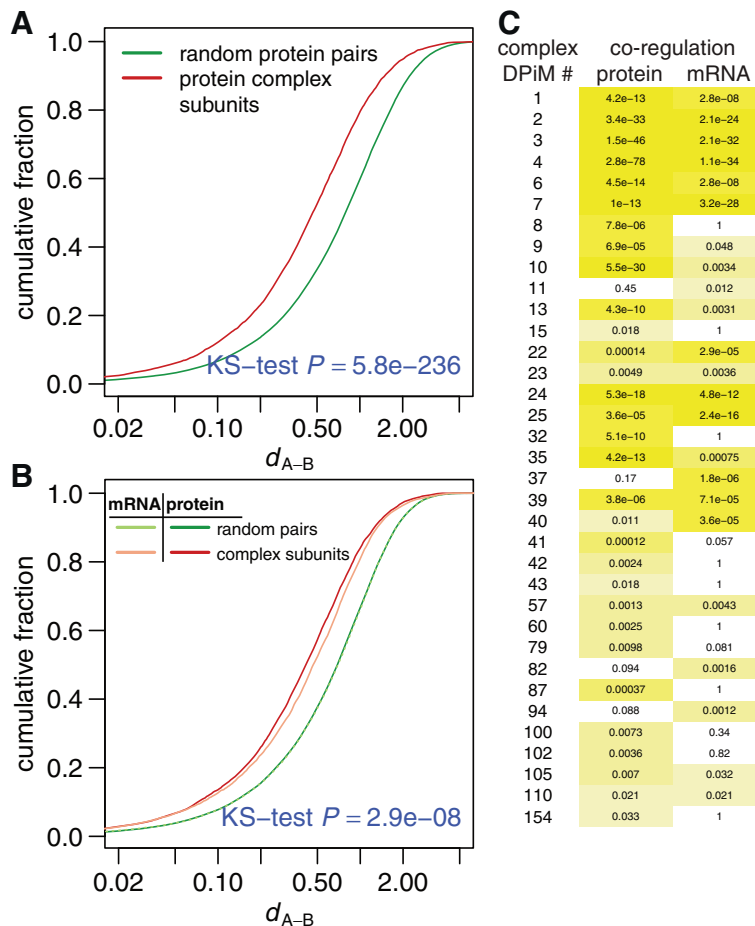 A
random protein pairs
protein complex
subunits
1.0
0.8
0.6
0.4
0.2
0.0
cumulative fraction
KS−test P = 5.8e−236
0.02 0.10 0.50 2.00
dA−B
B
mRNA protein
random pairs
complex subunits
1.0
0.8
0.6
0.4
0.2
0.0
cumulative fraction
KS−test P = 2.9e−08
0.02 0.10 0.50 2.00
dA−B
C
complex co-regulation
DPiM # protein mRNA
1 4.2e−13 2.8e−08
2 3.4e−33 2.1e−24
3 1.5e−46 2.1e−32
4 2.8e−78 1.1e−34
6 4.5e−14 2.8e−08
7 1e−13 3.2e−28
8 7.8e−06 1
9 6.9e−05 0.048
10 5.5e−30 0.0034
11 0.45 0.012
13 4.3e−10 0.0031
15 0.018 1
22 0.00014 2.9e−05
23 0.0049 0.0036
24 5.3e−18 4.8e−12
25 3.6e−05 2.4e−16
32 5.1e−10 1
35 4.2e−13 0.00075
37 0.17 1.8e−06
39 3.8e−06 7.1e−05
40 0.011 3.6e−05
41 0.00012 0.057
42 0.0024 1
43 0.018 1
57 0.0013 0.0043
60 0.0025 1
79 0.0098 0.081
82 0.094 0.0016
87 0.00037 1
94 0.088 0.0012
100 0.0073 0.34
102 0.0036 0.82
105 0.007 0.032
110 0.021 0.021
154 0.033 1